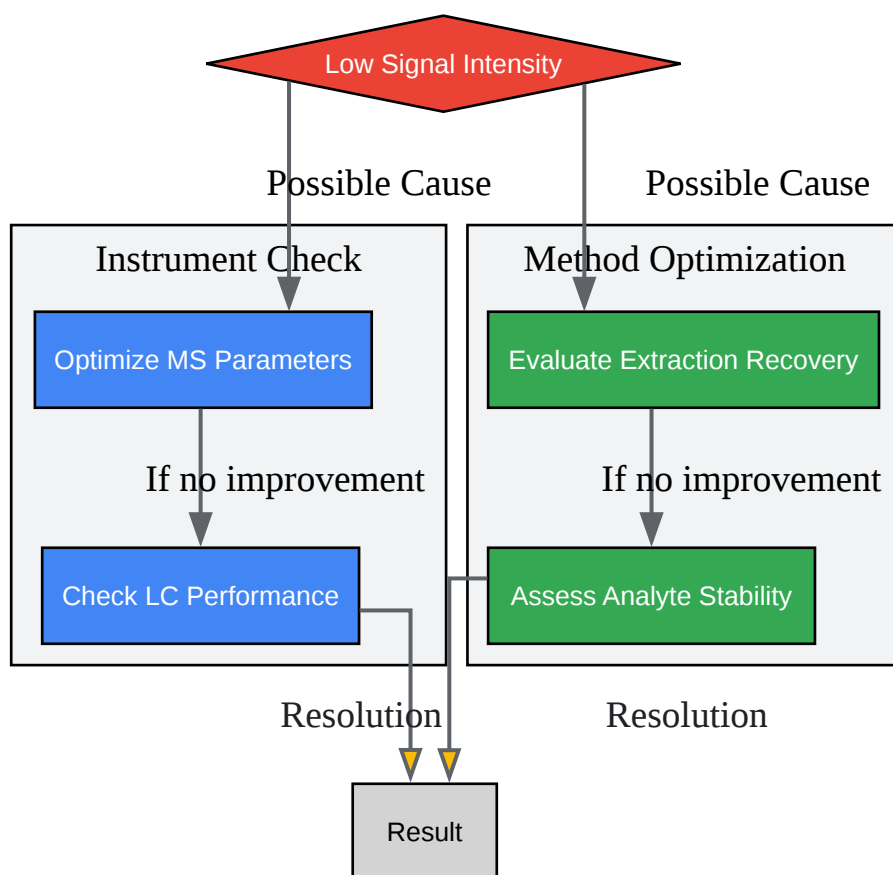 Low Signal Intensity
Possible Cause
Possible Cause
Instrument Check
Method Optimization
Optimize MS Parameters
Evaluate Extraction Recovery
If no improvement
If no improvement
Check LC Performance
Assess Analyte Stability
Resolution
Resolution
Result